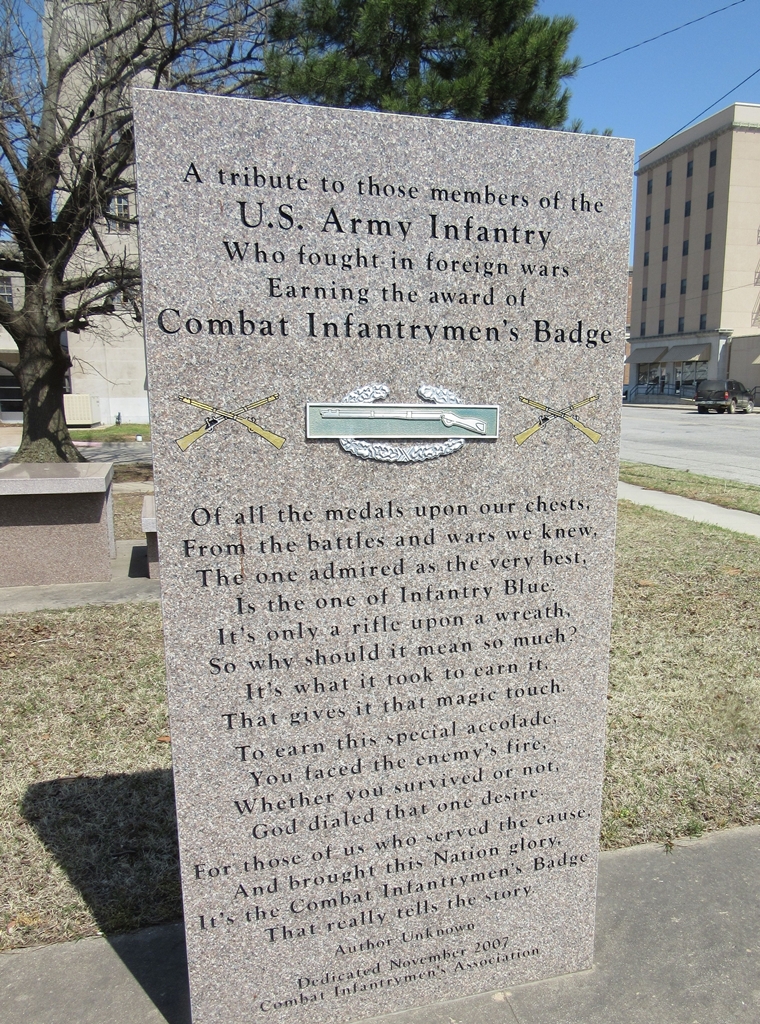 A tribute to those members of the
U.S. Army Infantry
Who fought in foreign wars
Earning the award of
Combat Infantrymen's Badge
Of all the medals upon our chests,
From the battles and wars we knew,
The one admired as the very best,
Is the one of Infantry Blue.
It's only a rifle upon a wreath,
So why should it mean so much?
It's what it took to earn it,
That gives it that magic touch.
To earn this special accolade,
You faced the enemy's fire,
Whether you survived or not,
God dialed that one desire.
For those of us who served the cause,
And brought this Nation glory,
It's the Combat Infantrymen's Badge
That really tells the story.
Author Unknown
Dedicated November 2007
Combat Infantrymen's Association